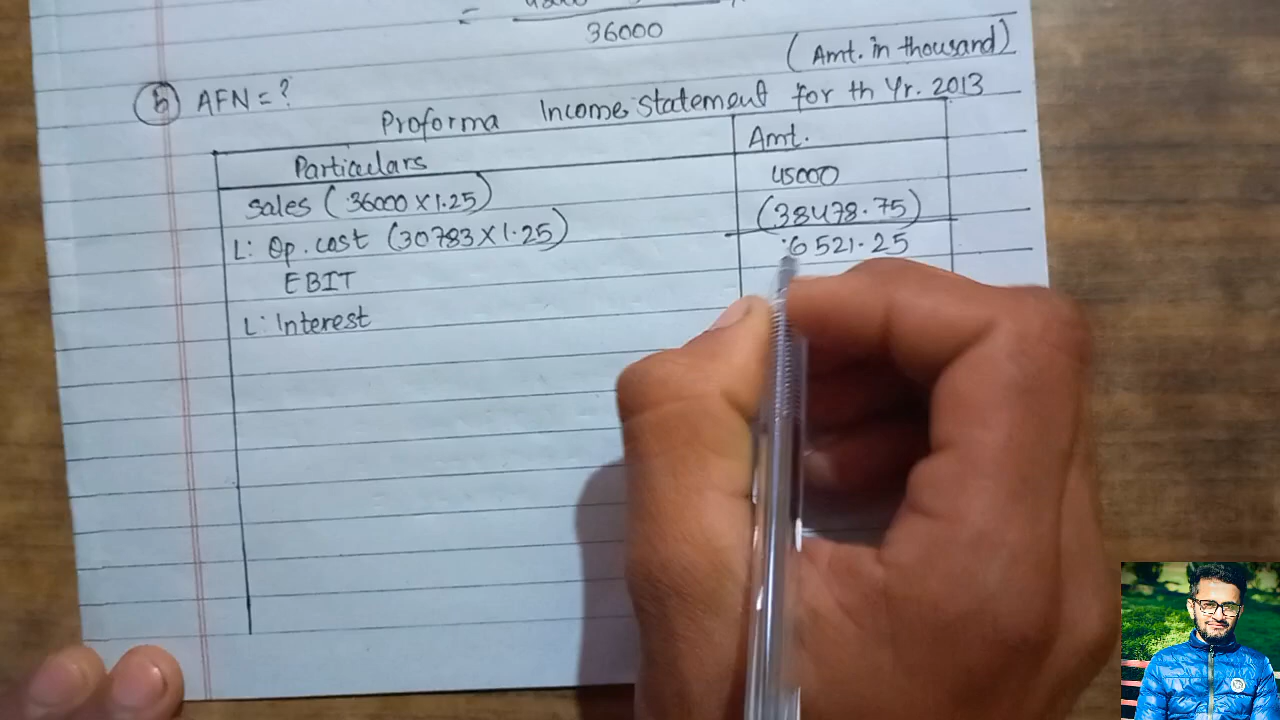 = 36000
(Amt. in thousand)
b AFN = ?
Proforma Income Statement for th Yr. 2013
Particulars Amt.
Sales (36000 × 1.25) 45000
L: Op. cost (30783 × 1.25) (38478.75)
EBIT 6521.25
L: Interest